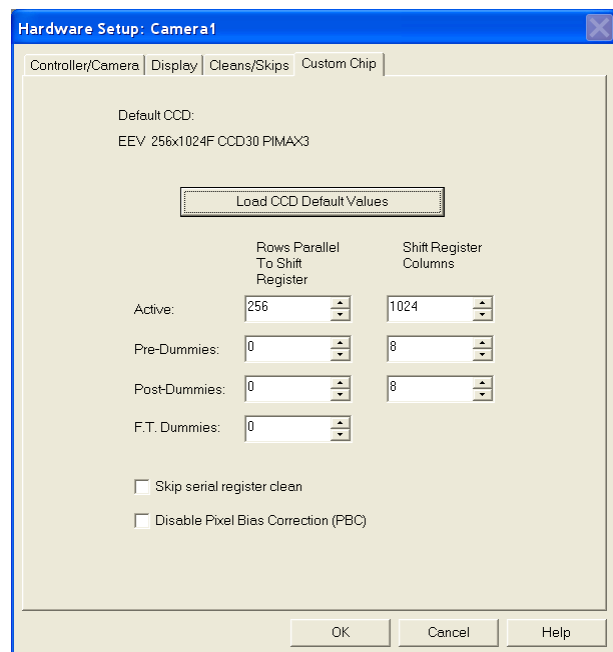 Hardware Setup: Camera1
Controller/Camera Display Cleans/Skips Custom Chip
Default CCD:
EEV 256x1024F CCD30 PIMAX3
Load CCD Default Values
Rows Parallel
To Shift
Register
Shift Register
Columns
Active: 256 1024
Pre-Dummies: 0 8
Post-Dummies: 0 8
F.T. Dummies: 0
Skip serial register clean
Disable Pixel Bias Correction (PBC)
OK Cancel Help